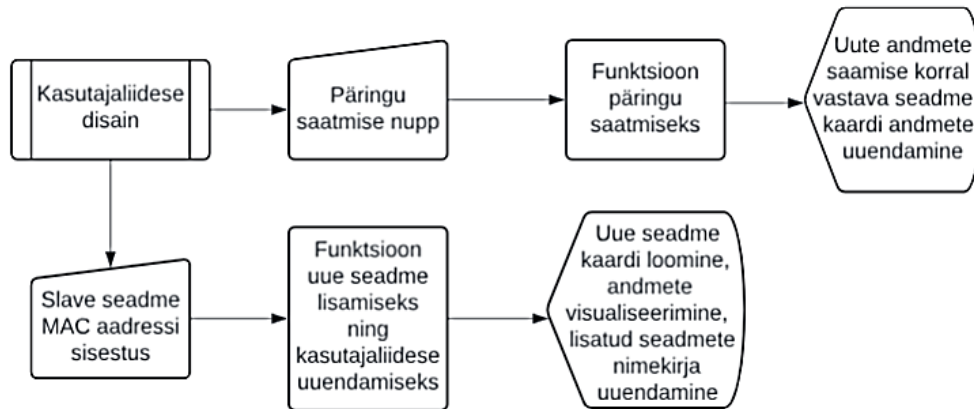 Kasutajaliidese
disain
Päringu
saatmise nupp
Funktsioon
päringu
saatmiseks
Uute andmete
saamise korral
vastava seadme
kaardi andmete
uuendamine
Slave seadme
MAC aadressi
sisestus
Funktsioon
uue seadme
lisamiseks
ning
kasutajaliidese
uuendamiseks
Uue seadme
kaardi loomine,
andmete
visualiseerimine,
lisatud seadmete
nimekirja
uuendamine